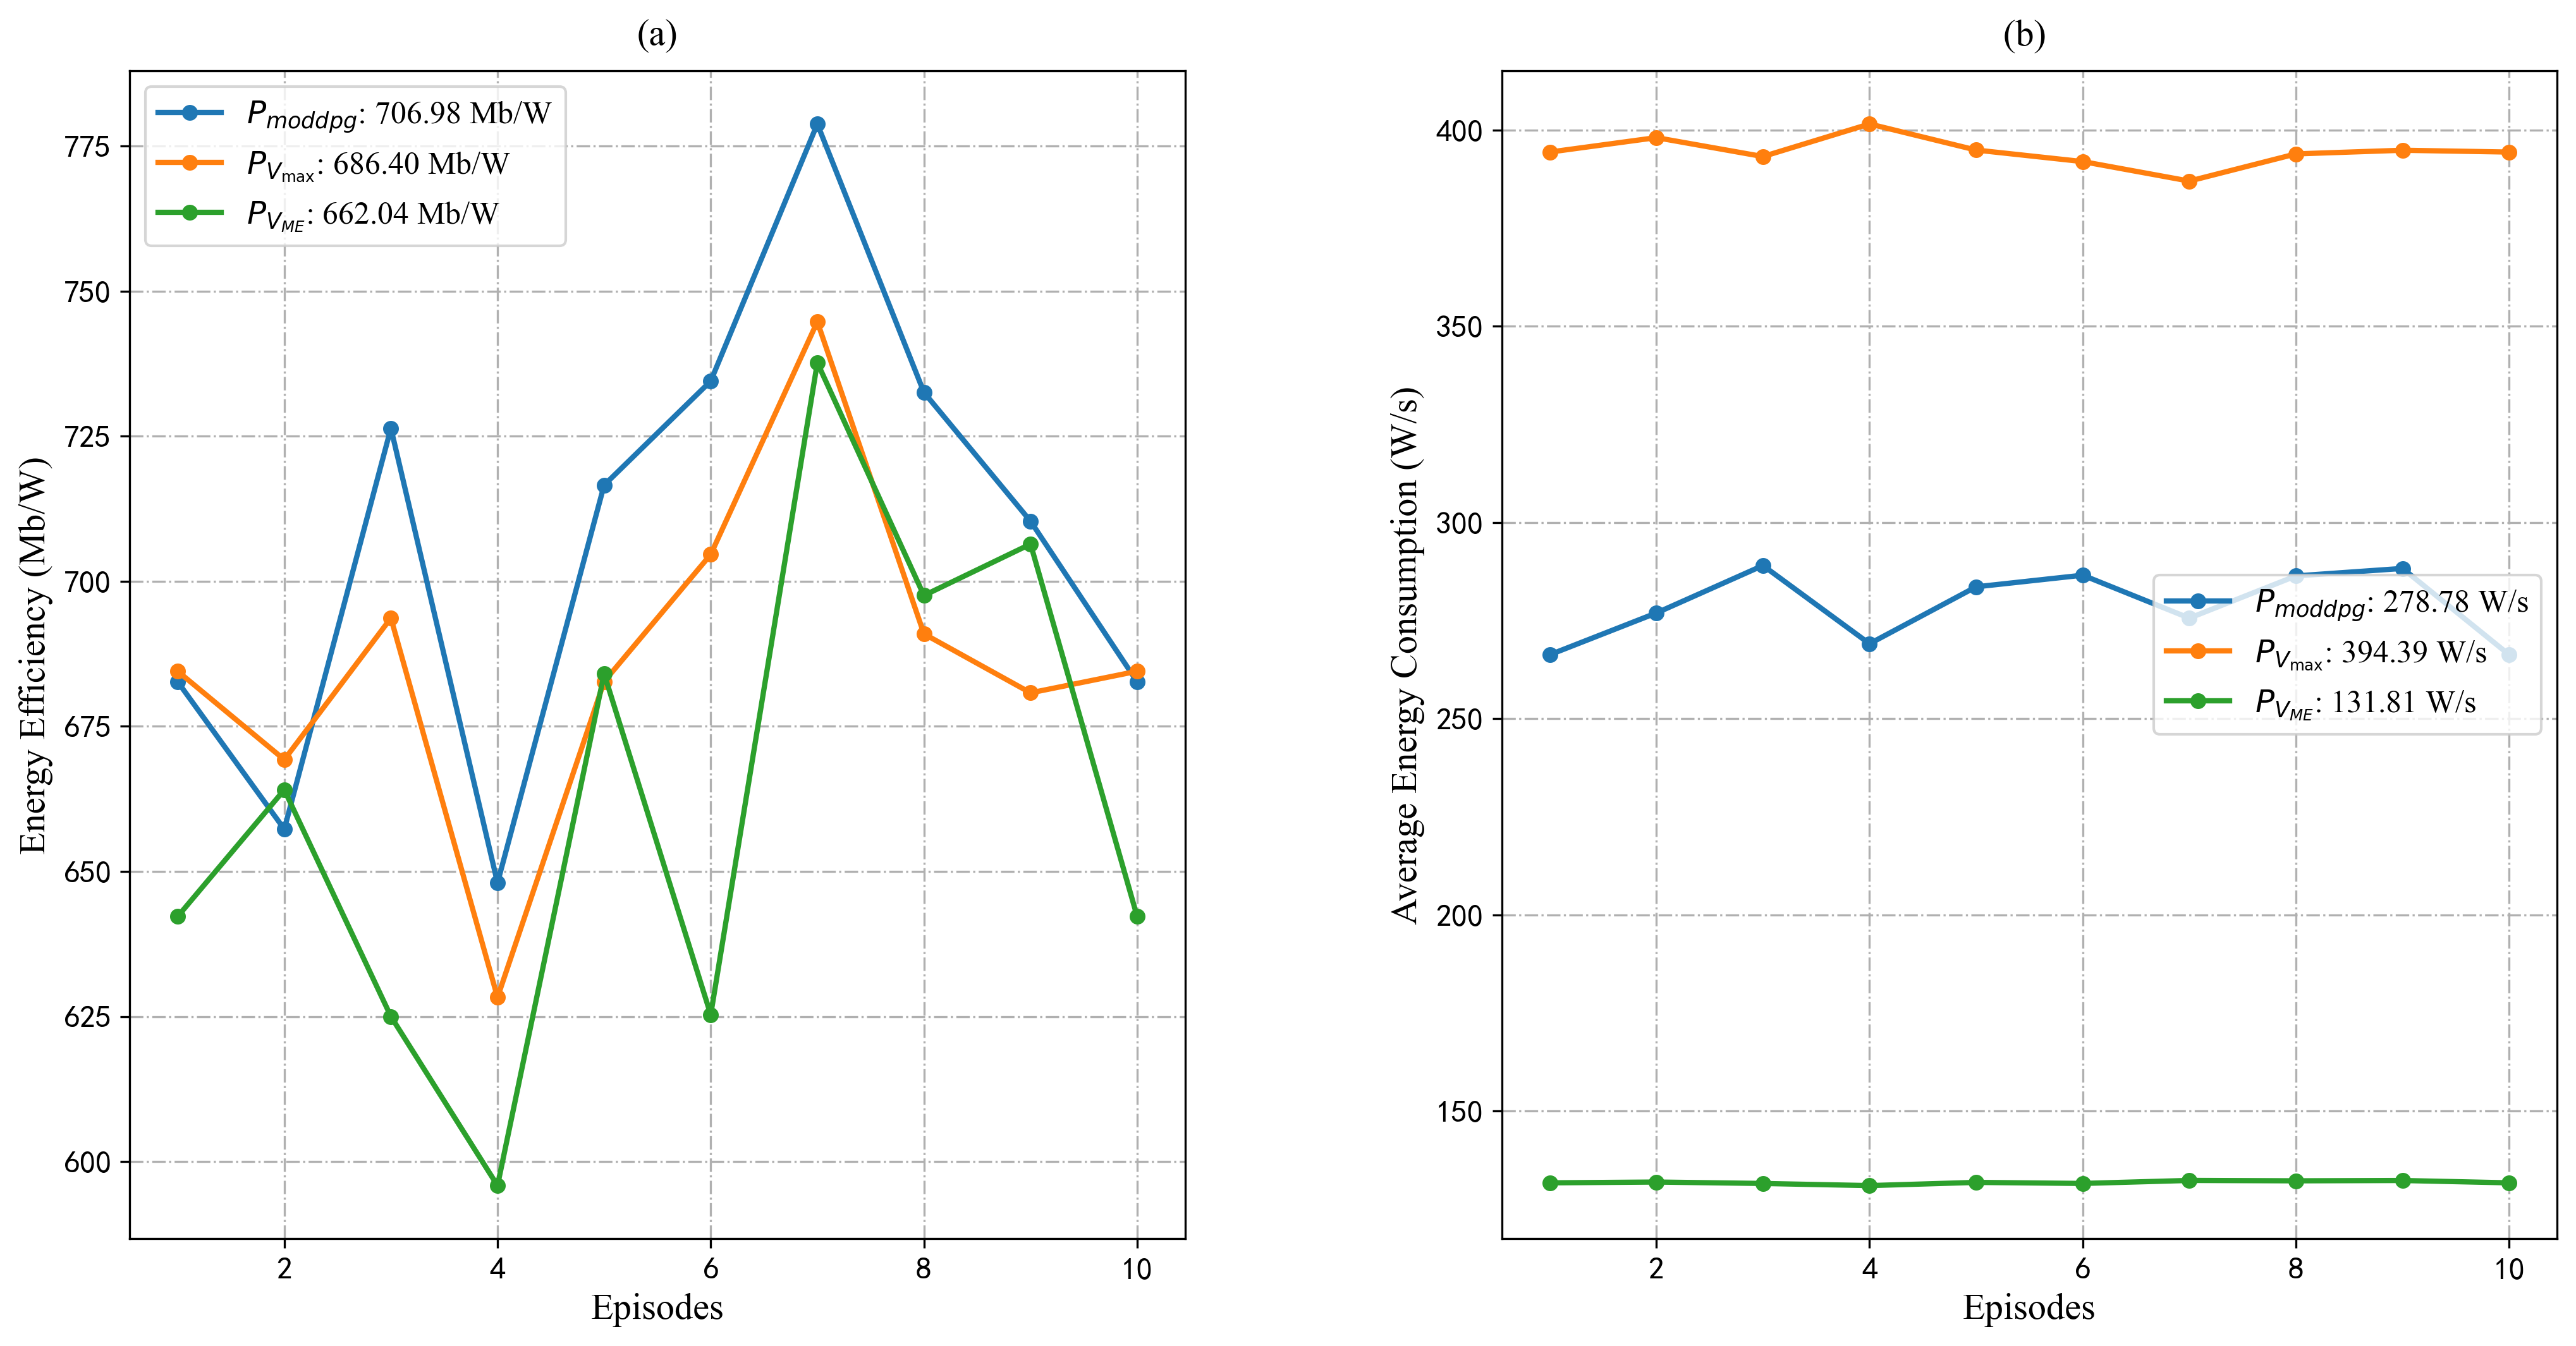 (a)
P_moddpg: 706.98 Mb/W
P_Vmax: 686.40 Mb/W
P_VME: 662.04 Mb/W
775
750
725
700
675
650
625
600
Energy Efficiency (Mb/W)
2 4 6 8 10
Episodes
(b)
400
350
300
250
200
150
Average Energy Consumption (W/s)
P_moddpg: 278.78 W/s
P_Vmax: 394.39 W/s
P_VME: 131.81 W/s
2 4 6 8 10
Episodes